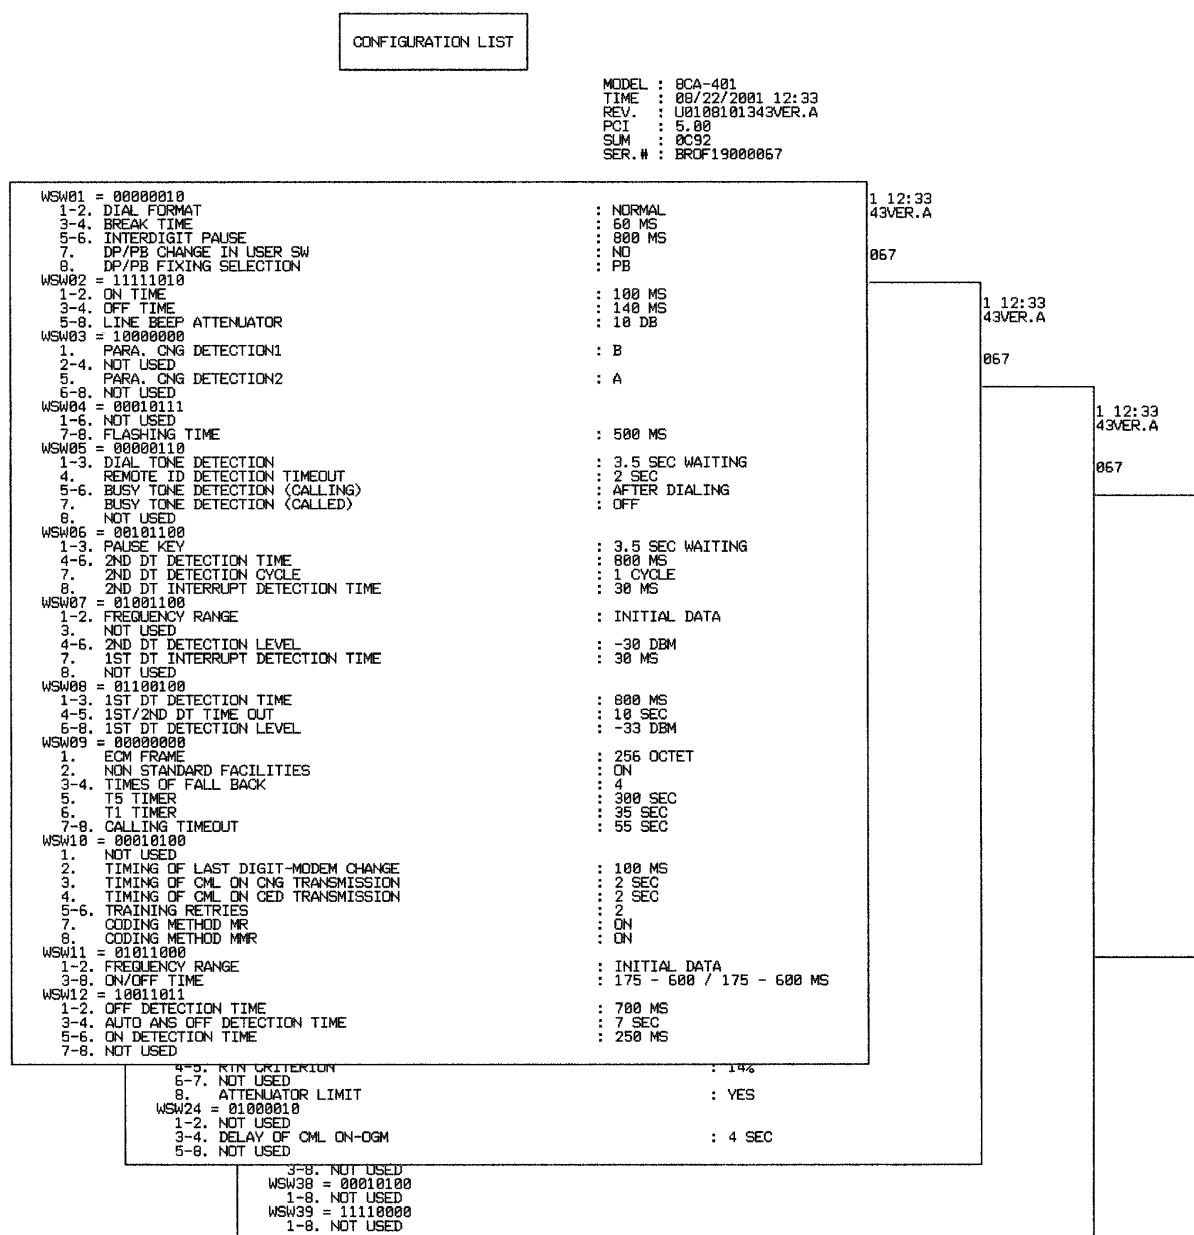 CONFIGURATION LIST
MODEL : 8CA-401
TIME : 08/22/2001 12:33
REV. : U0108101343VER.A
PCI : 5.00
SUM : 0C92
SER.# : BROF19000067
WSW01 = 00000010
1-2. DIAL FORMAT : NORMAL
3-4. BREAK TIME : 60 MS
5-6. INTERDIGIT PAUSE : 800 MS
7. DP/PB CHANGE IN USER SW : NO
8. DP/PB FIXING SELECTION : PB
WSW02 = 11111010
1-2. ON TIME : 100 MS
3-4. OFF TIME : 140 MS
5-8. LINE BEEP ATTENUATOR : 10 DB
WSW03 = 10000000
1. PARA. CNG DETECTION1 : B
2-4. NOT USED
5. PARA. CNG DETECTION2 : A
6-8. NOT USED
WSW04 = 00010111
1-6. NOT USED
7-8. FLASHING TIME : 500 MS
WSW05 = 00000110
1-3. DIAL TONE DETECTION : 3.5 SEC WAITING
4. REMOTE ID DETECTION TIMEOUT : 2 SEC
5-6. BUSY TONE DETECTION (CALLING) : AFTER DIALING
7. BUSY TONE DETECTION (CALLED) : OFF
8. NOT USED
WSW06 = 00101100
1-3. PAUSE KEY : 3.5 SEC WAITING
4-6. 2ND DT DETECTION TIME : 800 MS
7. 2ND DT DETECTION CYCLE : 1 CYCLE
8. 2ND DT INTERRUPT DETECTION TIME : 30 MS
WSW07 = 01001100
1-2. FREQUENCY RANGE : INITIAL DATA
3. NOT USED
4-6. 2ND DT DETECTION LEVEL : -30 DBM
7. 1ST DT INTERRUPT DETECTION TIME : 30 MS
8. NOT USED
WSW08 = 01100100
1-3. 1ST DT DETECTION TIME : 800 MS
4-5. 1ST/2ND DT TIME OUT : 10 SEC
6-8. 1ST DT DETECTION LEVEL : -33 DBM
WSW09 = 00000000
1. ECM FRAME : 256 OCTET
2. NON STANDARD FACILITIES : ON
3-4. TIMES OF FALL BACK : 4
5. T5 TIMER : 300 SEC
6. T1 TIMER : 35 SEC
7-8. CALLING TIMEOUT : 55 SEC
WSW10 = 00010100
1. NOT USED
2. TIMING OF LAST DIGIT-MODEM CHANGE : 100 MS
3. TIMING OF CML ON CNG TRANSMISSION : 2 SEC
4. TIMING OF CML ON CED TRANSMISSION : 2 SEC
5-6. TRAINING RETRIES : 2
7. CODING METHOD MR : ON
8. CODING METHOD MMR : ON
WSW11 = 01011000
1-2. FREQUENCY RANGE : INITIAL DATA
3-8. ON/OFF TIME : 175 - 600 / 175 - 600 MS
WSW12 = 10011011
1-2. OFF DETECTION TIME : 700 MS
3-4. AUTO ANS OFF DETECTION TIME : 7 SEC
5-6. ON DETECTION TIME : 250 MS
7-8. NOT USED
1 12:33
43VER.A
067
1 12:33
43VER.A
067
1 12:33
43VER.A
067
4-5. RTN CRITERION : 14%
6-7. NOT USED
8. ATTENUATOR LIMIT : YES
WSW24 = 01000010
1-2. NOT USED
3-4. DELAY OF CML ON-OGM : 4 SEC
5-8. NOT USED
3-8. NOT USED
WSW38 = 00010100
1-8. NOT USED
WSW39 = 11110000
1-8. NOT USED